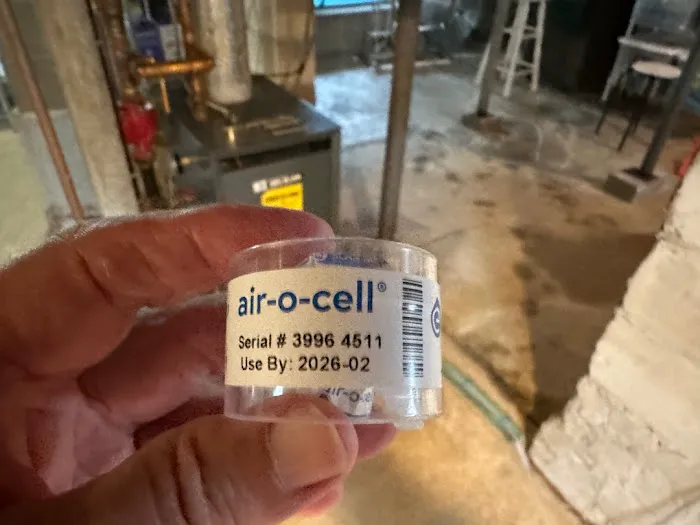 air-o-cell®
Serial # 3996 4511
Use By: 2026-02